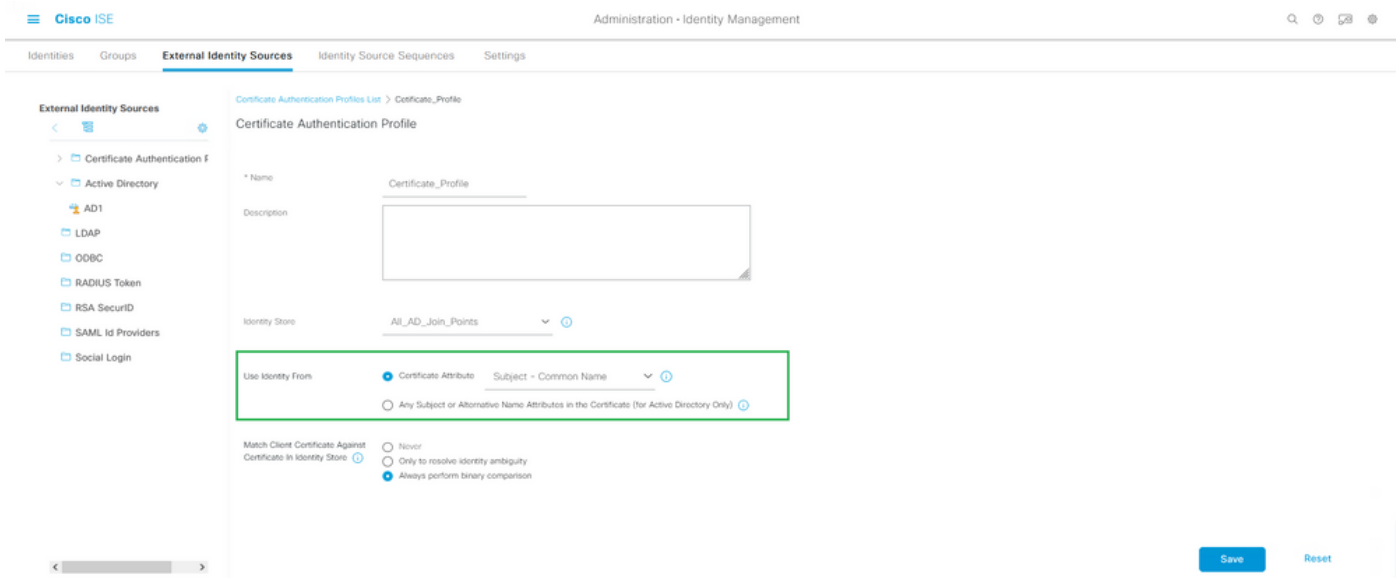 Cisco ISE
Administration · Identity Management
Identities Groups External Identity Sources Identity Source Sequences Settings
External Identity Sources
Certificate Authentication P
Active Directory
AD1
LDAP
ODBC
RADIUS Token
RSA SecurID
SAML Id Providers
Social Login
Certificate Authentication Profiles List > Certificate_Profile
Certificate Authentication Profile
* Name
Certificate_Profile
Description
Identity Store
All_AD_Join_Points
Use Identity From
Certificate Attribute Subject - Common Name
Any Subject or Alternative Name Attributes in the Certificate (for Active Directory Only)
Match Client Certificate Against
Certificate In Identity Store
Never
Only to resolve identity ambiguity
Always perform binary comparison
Save Reset